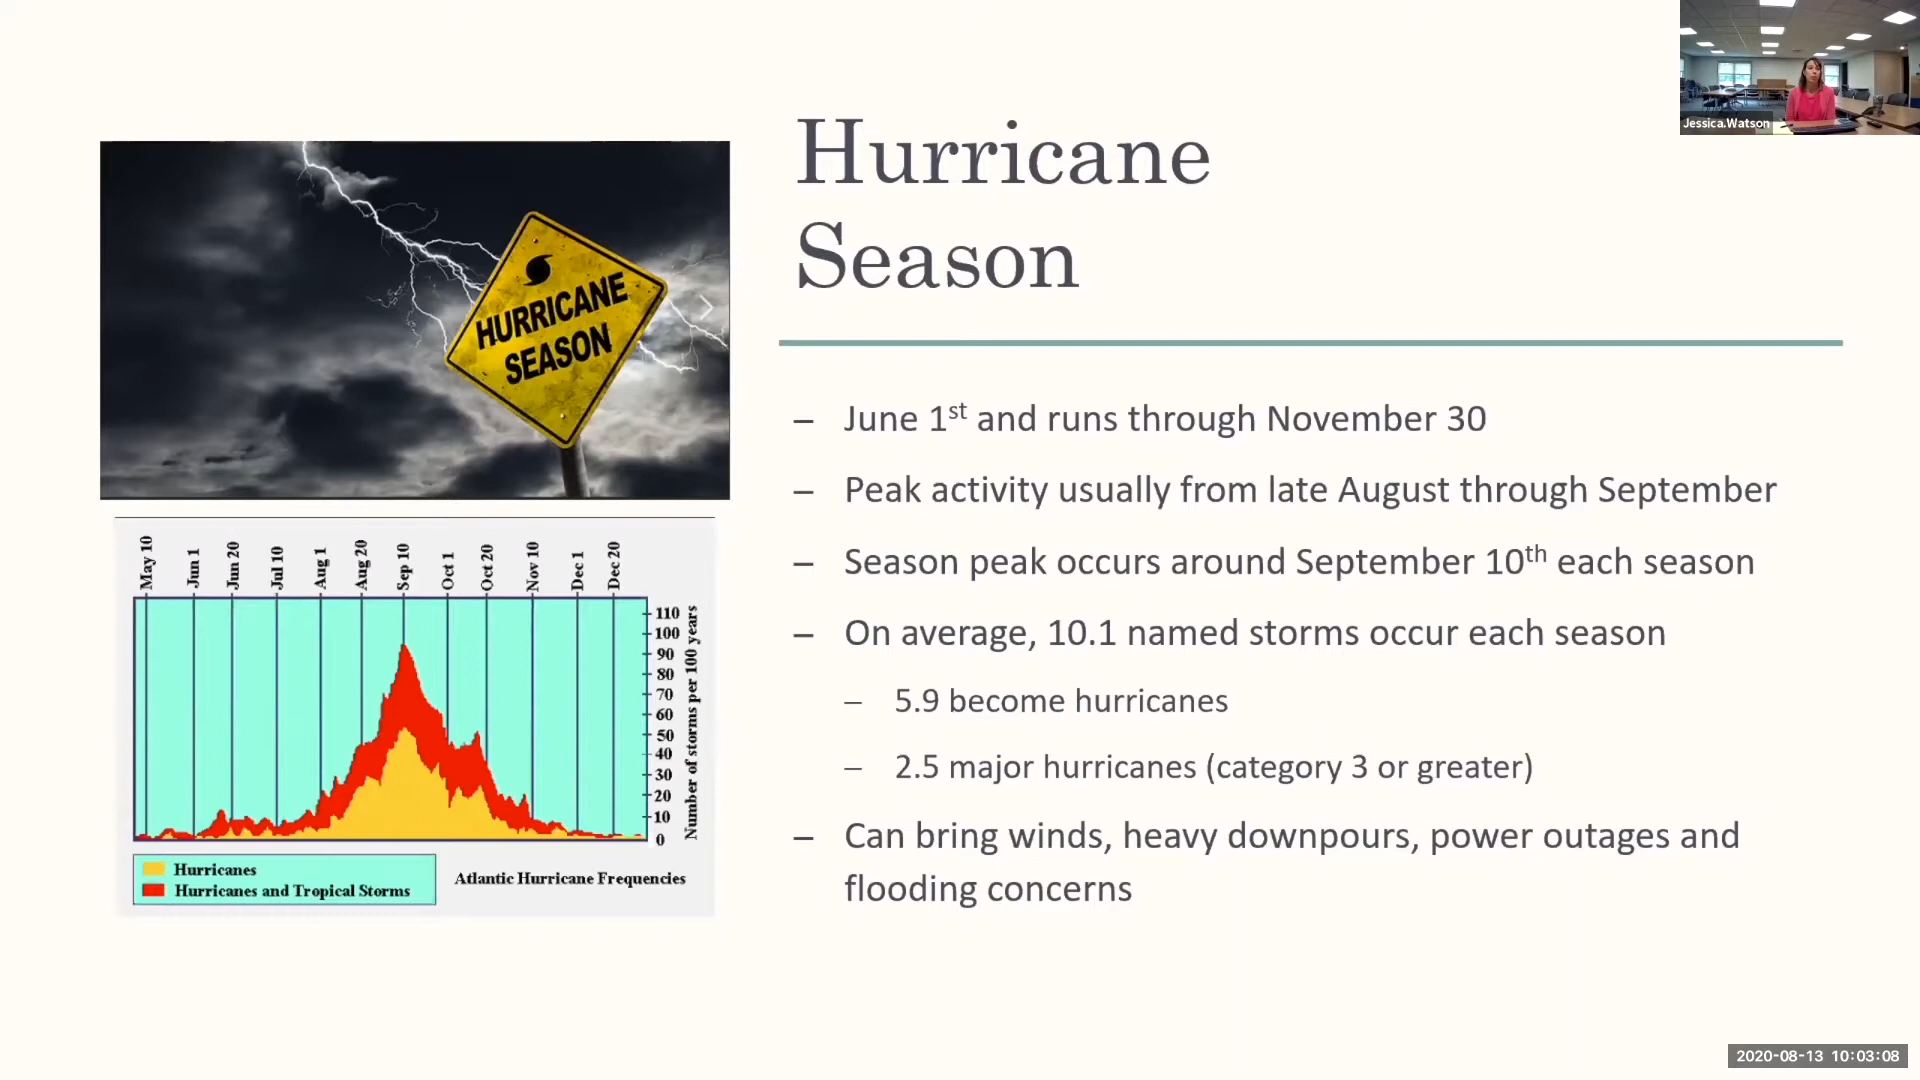 Jessica.Watson
Hurricane
Season
HURRICANE
SEASON
– June 1st and runs through November 30
– Peak activity usually from late August through September
– Season peak occurs around September 10th each season
– On average, 10.1 named storms occur each season
– 5.9 become hurricanes
– 2.5 major hurricanes (category 3 or greater)
– Can bring winds, heavy downpours, power outages and
flooding concerns
May 10
Jun 1
Jun 20
Jul 10
Aug 1
Aug 20
Sep 10
Oct 1
Oct 20
Nov 10
Dec 1
Dec 20
110
100
90
80
70
60
50
40
30
20
10
0
Number of storms per 100 years
Hurricanes
Hurricanes and Tropical Storms
Atlantic Hurricane Frequencies
2020-08-13 10:03:08